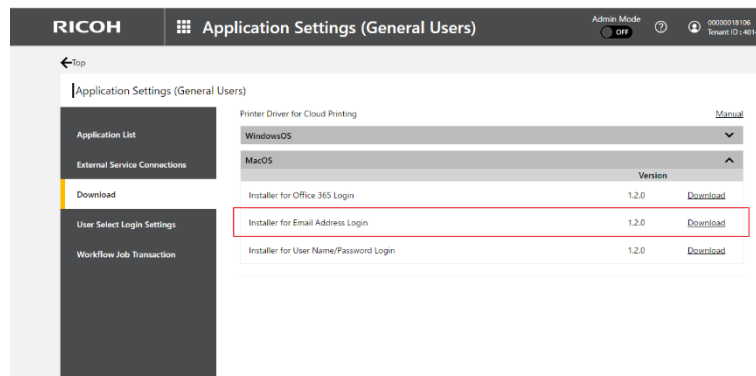 RICOH
Application Settings (General Users)
Admin Mode
OFF
00000018106
Top
Application Settings (General Users)
Application List
External Service Connections
Download
User Select Login Settings
Workflow Job Transaction
Printer Driver for Cloud Printing Manual
WindowsOS
MacOS
Version
Installer for Office 365 Login 1.2.0 Download
Installer for Email Address Login 1.2.0 Download
Installer for User Name/Password Login 1.2.0 Download